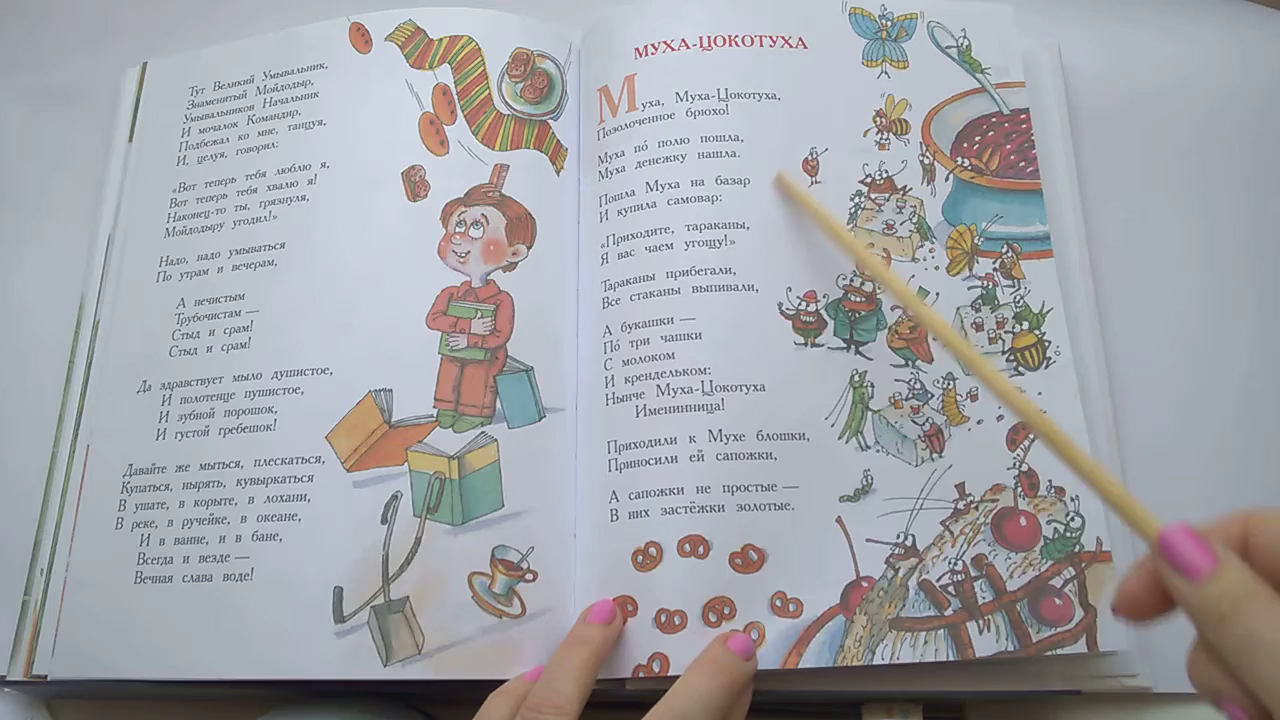 Тут Великий Умывальник,
Знаменитый Мойдодыр,
Умывальников Начальник
И мочалок Командир,
Подбежал ко мне, танцуя,
И, целуя, говорил:
«Вот теперь тебя люблю я,
Вот теперь тебя хвалю я!
Наконец-то ты, грязнуля,
Мойдодыру угодил!»
Надо, надо умываться
По утрам и вечерам,
А нечистым
Трубочистам —
Стыд и срам!
Стыд и срам!
Да здравствует мыло душистое,
И полотенце пушистое,
И зубной порошок,
И густой гребешок!
Давайте же мыться, плескаться,
Купаться, нырять, кувыркаться
В ушате, в корыте, в лохани,
В реке, в ручейке, в океане,
И в ванне, и в бане,
Всегда и везде —
Вечная слава воде!
МУХА-ЦОКОТУХА
Муха, Муха-Цокотуха,
Позолоченное брюхо!
Муха по́ полю пошла,
Муха денежку нашла.
Пошла Муха на базар
И купила самовар:
«Приходите, тараканы,
Я вас чаем угощу!»
Тараканы прибегали,
Все стаканы выпивали,
А букашки —
По́ три чашки
С молоком
И крендельком:
Нынче Муха-Цокотуха
Именинница!
Приходили к Мухе блошки,
Приносили ей сапожки,
А сапожки не простые —
В них застёжки золотые.